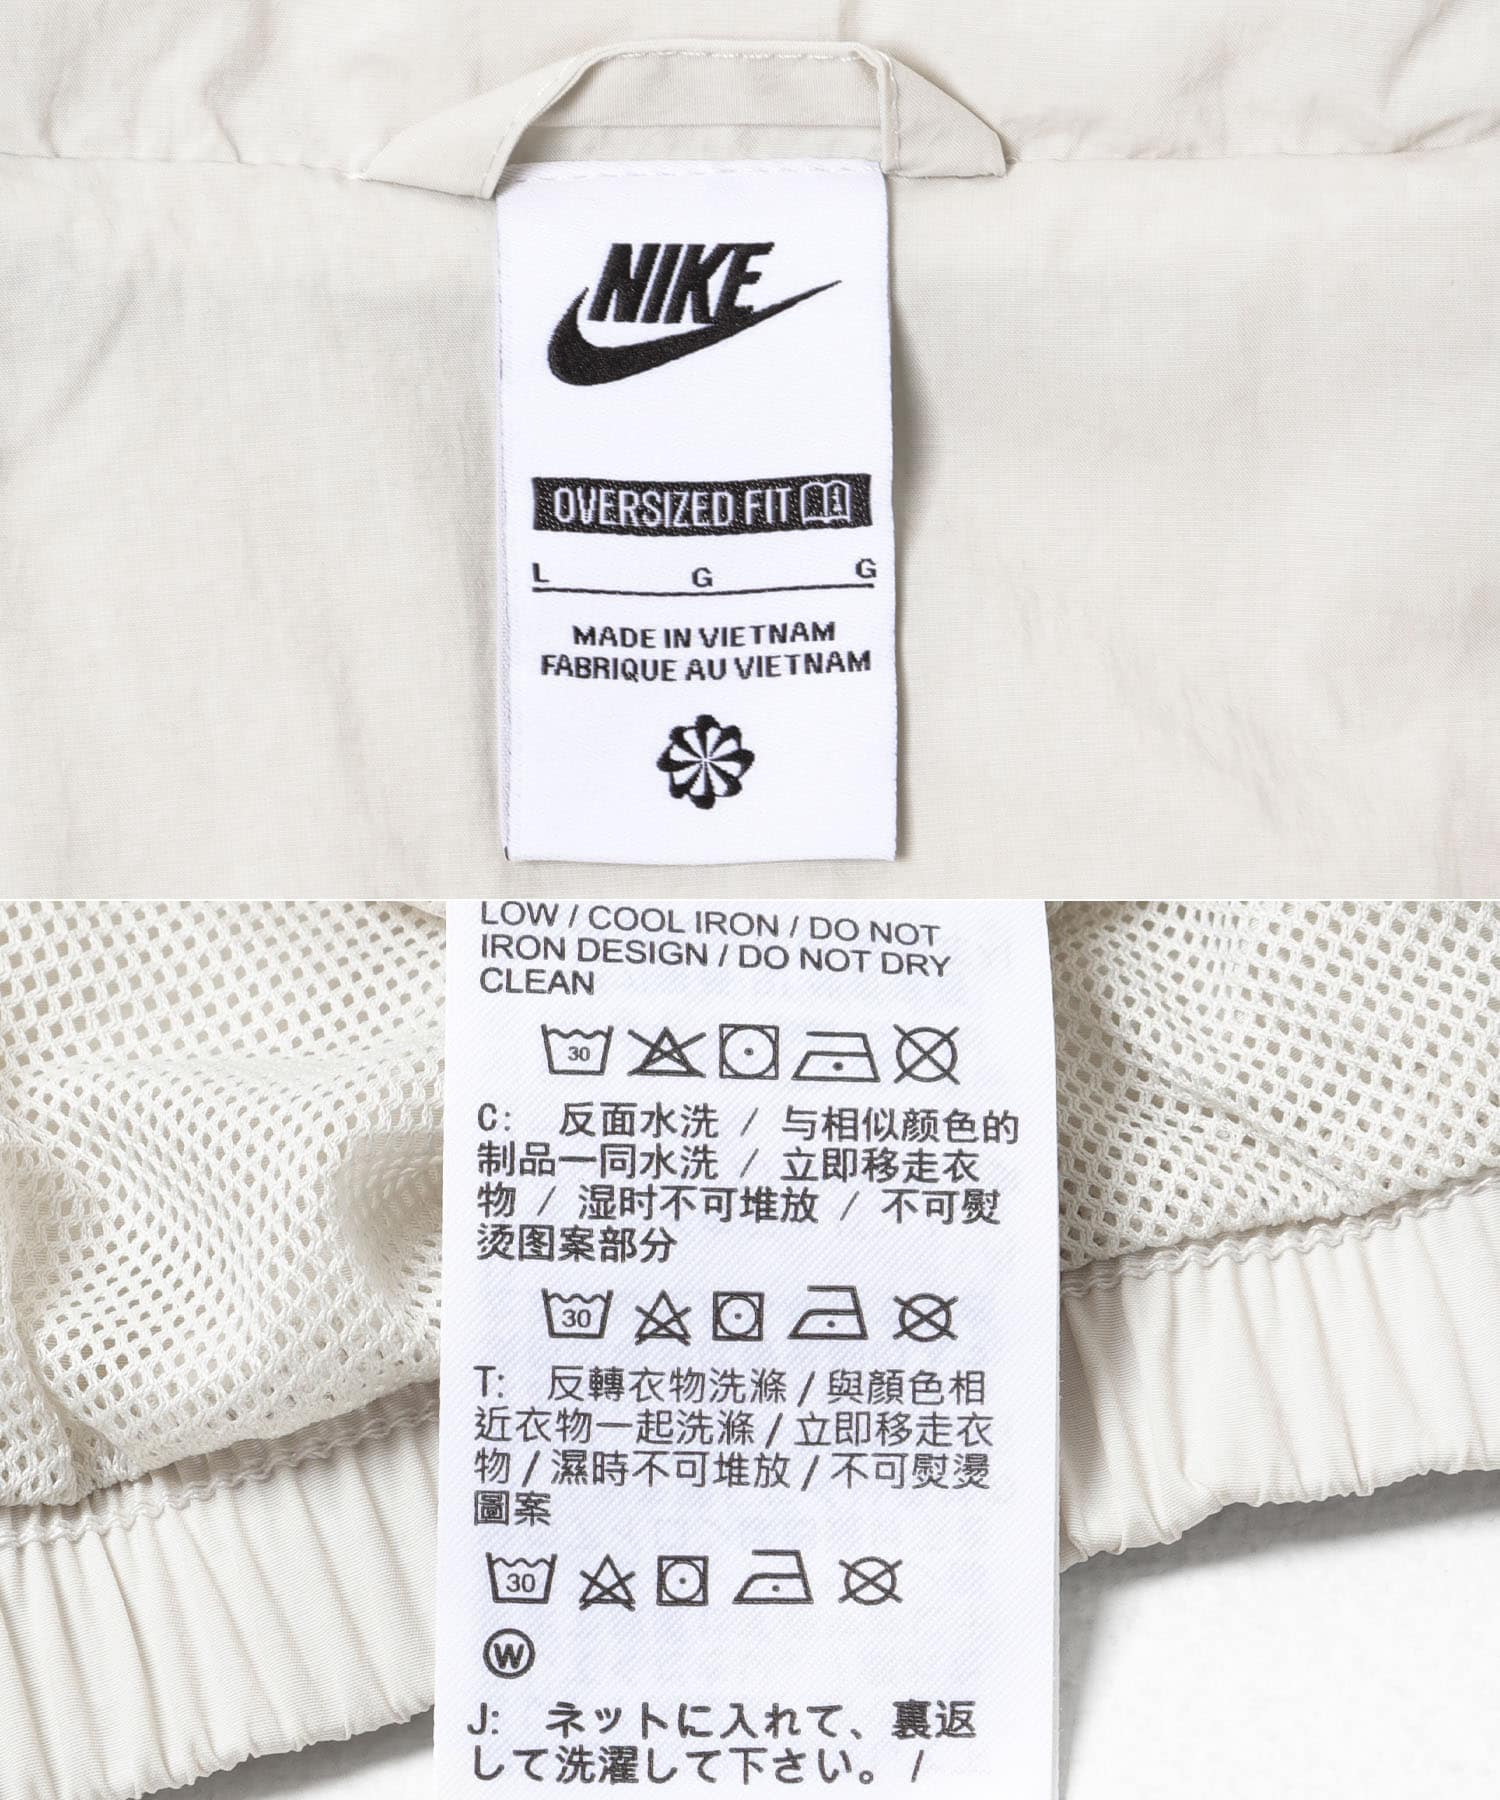 NIKE
OVERSIZED FIT
L G G
MADE IN VIETNAM
FABRIQUE AU VIETNAM
LOW / COOL IRON / DO NOT
IRON DESIGN / DO NOT DRY
CLEAN
30
C: 反面水洗 / 与相似颜色的
制品一同水洗 / 立即移走衣
物 / 湿时不可堆放 / 不可熨
烫图案部分
30
T: 反轉衣物洗滌 / 與顏色相
近衣物一起洗滌 / 立即移走衣
物 / 濕時不可堆放 / 不可熨燙
圖案
30
W
J: ネットに入れて、裏返
して洗濯して下さい。 /